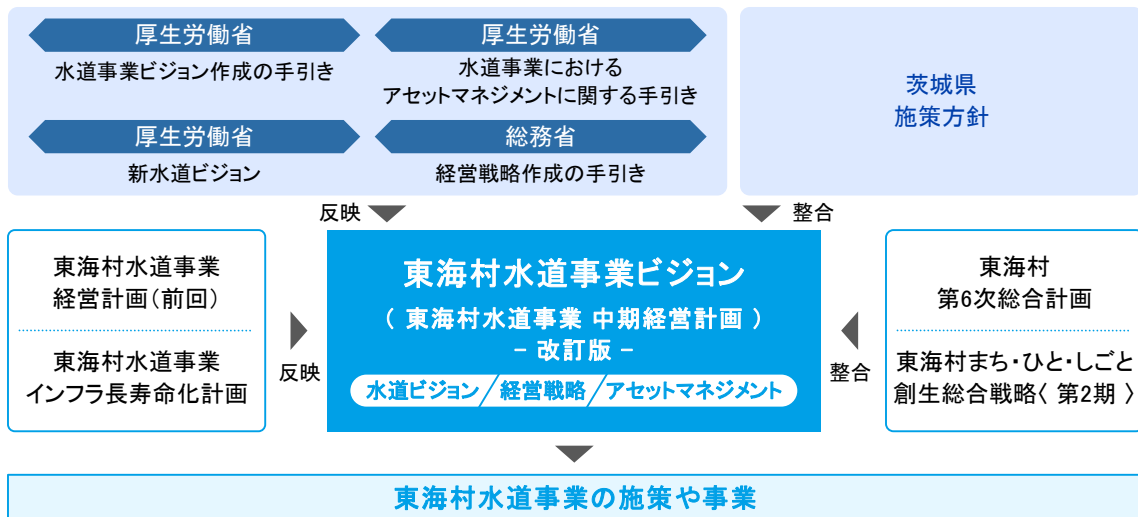 厚生労働省
水道事業ビジョン作成の手引き
厚生労働省
水道事業における
アセットマネジメントに関する手引き
厚生労働省
新水道ビジョン
総務省
経営戦略作成の手引き
茨城県
施策方針
反映
整合
東海村水道事業
経営計画（前回）
東海村水道事業
インフラ長寿命化計画
反映
東海村水道事業ビジョン
（ 東海村水道事業 中期経営計画 ）
– 改訂版 –
水道ビジョン/経営戦略/アセットマネジメント
整合
東海村
第6次総合計画
東海村まち・ひと・しごと
創生総合戦略〈 第2期 〉
東海村水道事業の施策や事業